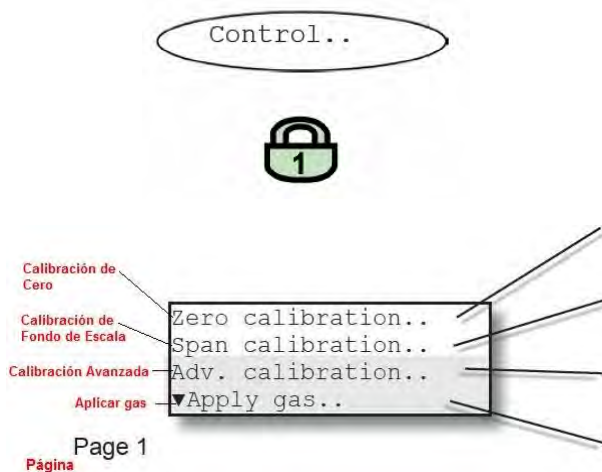 Control..
1
Calibración de
Cero
Zero calibration..
Calibración de
Fondo de Escala
Span calibration..
Calibración Avanzada
Adv. calibration..
Aplicar gas
▼Apply gas..
Page 1
Página